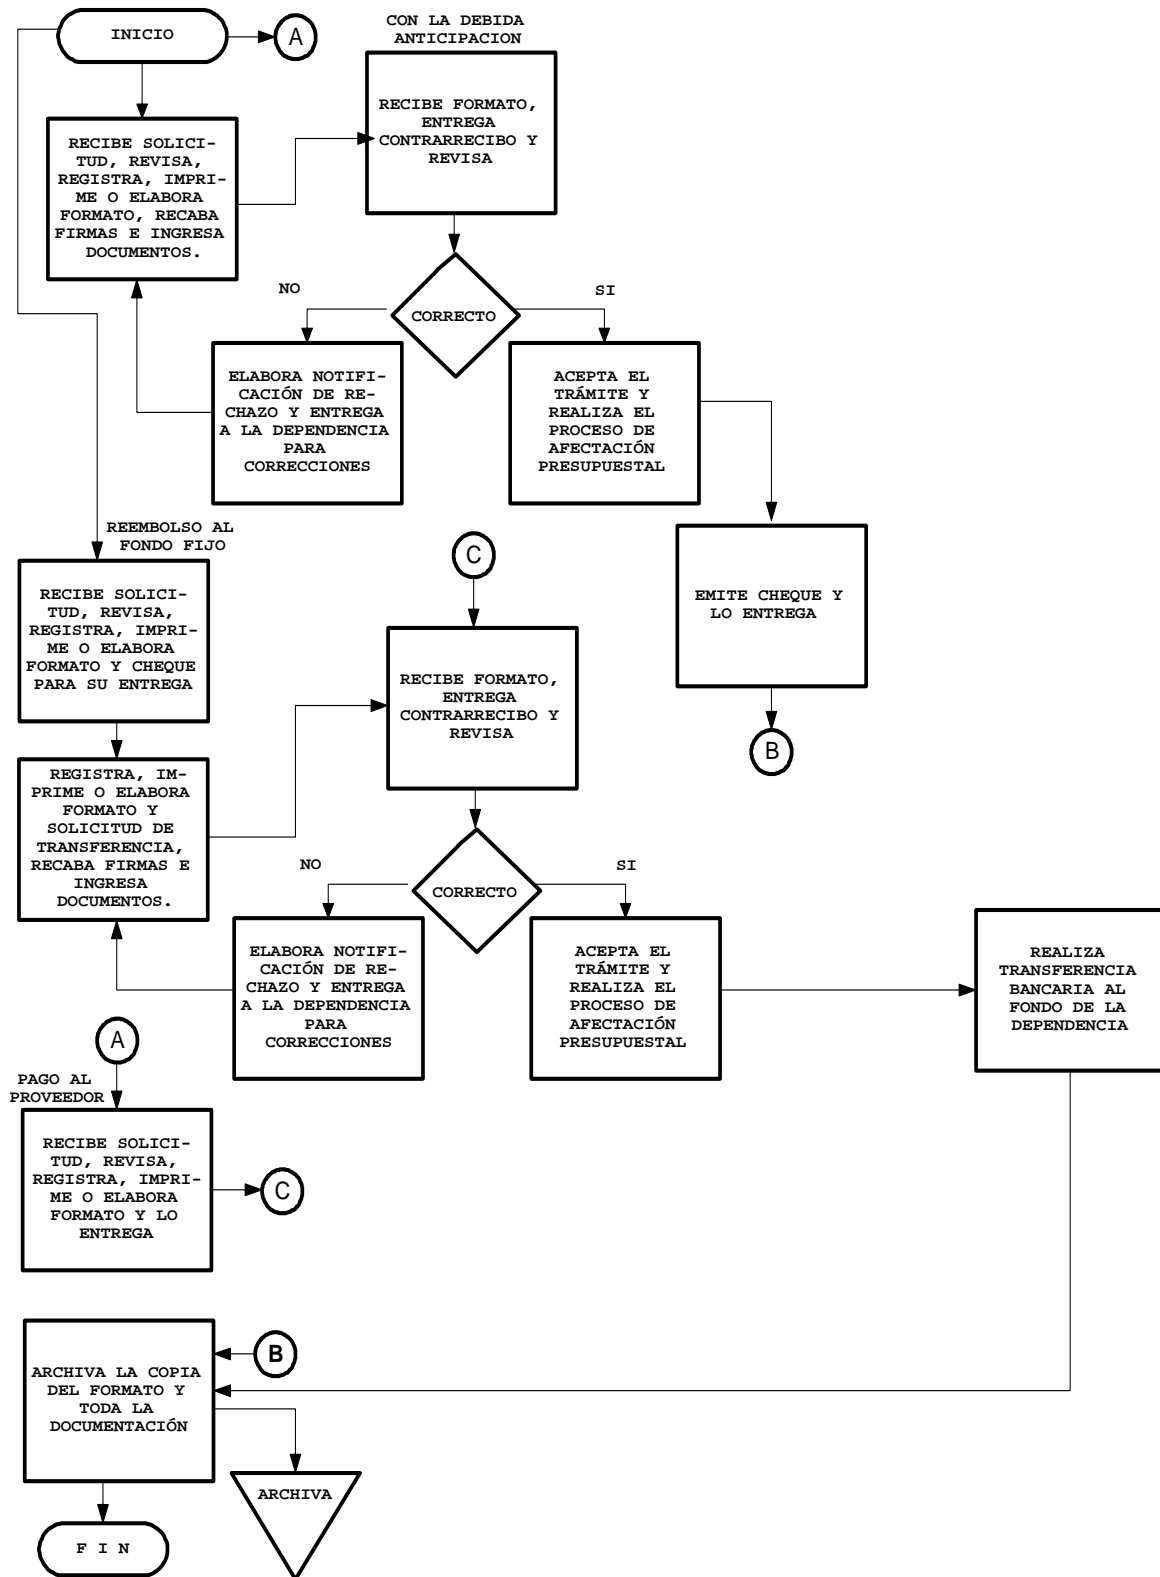 INICIO
A
CON LA DEBIDA
ANTICIPACION
RECIBE FORMATO,
ENTREGA
CONTRARRECIBO Y
REVISA
RECIBE SOLICI-
TUD, REVISA,
REGISTRA, IMPRI-
ME O ELABORA
FORMATO, RECABA
FIRMAS E INGRESA
DOCUMENTOS.
NO
SI
CORRECTO
ELABORA NOTIFI-
CACIÓN DE RE-
CHAZO Y ENTREGA
A LA DEPENDENCIA
PARA
CORRECCIONES
ACEPTA EL
TRÁMITE Y
REALIZA EL
PROCESO DE
AFECTACIÓN
PRESUPUESTAL
REEMBOLSO AL
FONDO FIJO
C
EMITE CHEQUE Y
LO ENTREGA
RECIBE SOLICI-
TUD, REVISA,
REGISTRA, IMPRI-
ME O ELABORA
FORMATO Y CHEQUE
PARA SU ENTREGA
RECIBE FORMATO,
ENTREGA
CONTRARRECIBO Y
REVISA
B
REGISTRA, IM-
PRIME O ELABORA
FORMATO Y
SOLICITUD DE
TRANSFERENCIA,
RECABA FIRMAS E
INGRESA
DOCUMENTOS.
NO
SI
CORRECTO
ELABORA NOTIFI-
CACIÓN DE RE-
CHAZO Y ENTREGA
A LA DEPENDENCIA
PARA
CORRECCIONES
ACEPTA EL
TRÁMITE Y
REALIZA EL
PROCESO DE
AFECTACIÓN
PRESUPUESTAL
REALIZA
TRANSFERENCIA
BANCARIA AL
FONDO DE LA
DEPENDENCIA
A
PAGO AL
PROVEEDOR
RECIBE SOLICI-
TUD, REVISA,
REGISTRA, IMPRI-
ME O ELABORA
FORMATO Y LO
ENTREGA
C
B
ARCHIVA LA COPIA
DEL FORMATO Y
TODA LA
DOCUMENTACIÓN
ARCHIVA
F I N